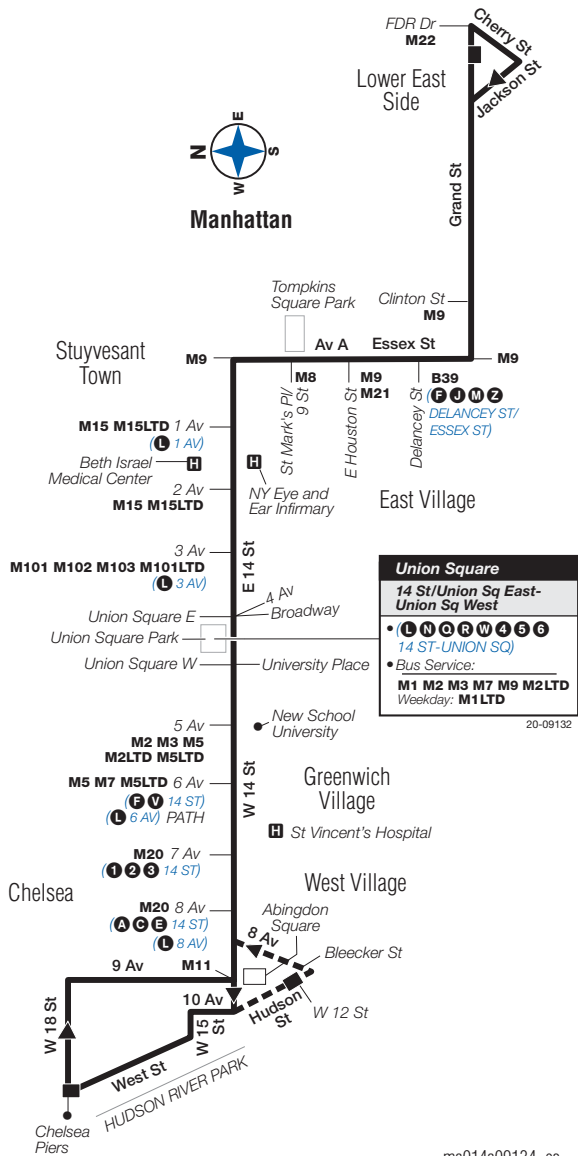 FDR Dr
M22
Cherry St
Jackson St
Lower East
Side
N
E
S
W
Manhattan
Grand St
Tompkins
Square Park
Clinton St
M9
Av A
Essex St
Stuyvesant
Town
M9
M9
M8
St Mark's Pl/
9 St
M9
M21
E Houston St
B39
(F J M Z
DELANCEY ST/
ESSEX ST)
Delancey St
M15 M15LTD 1 Av
(L 1 AV)
Beth Israel
Medical Center
H
H
NY Eye and
Ear Infirmary
East Village
2 Av
M15 M15LTD
3 Av
M101 M102 M103 M101LTD
(L 3 AV)
E 14 St
4 Av
Broadway
Union Square E
Union Square Park
Union Square W
University Place
Union Square
14 St/Union Sq East-
Union Sq West
• (L N Q R W 4 5 6
14 ST-UNION SQ)
• Bus Service:
M1 M2 M3 M7 M9 M2LTD
Weekday: M1LTD
20-09132
5 Av
M2 M3 M5
M2LTD M5LTD
New School
University
M5 M7 M5LTD 6 Av
(F V 14 ST)
(L 6 AV) PATH
W 14 St
Greenwich
Village
H St Vincent's Hospital
M20 7 Av
(1 2 3 14 ST)
Chelsea
West Village
M20 8 Av
(A C E 14 ST)
(L 8 AV)
Abingdon
Square
8 Av
Bleecker St
9 Av
M11
10 Av
Hudson
St
W 12 St
W 18 St
W 15
St
West St
HUDSON RIVER PARK
Chelsea
Piers